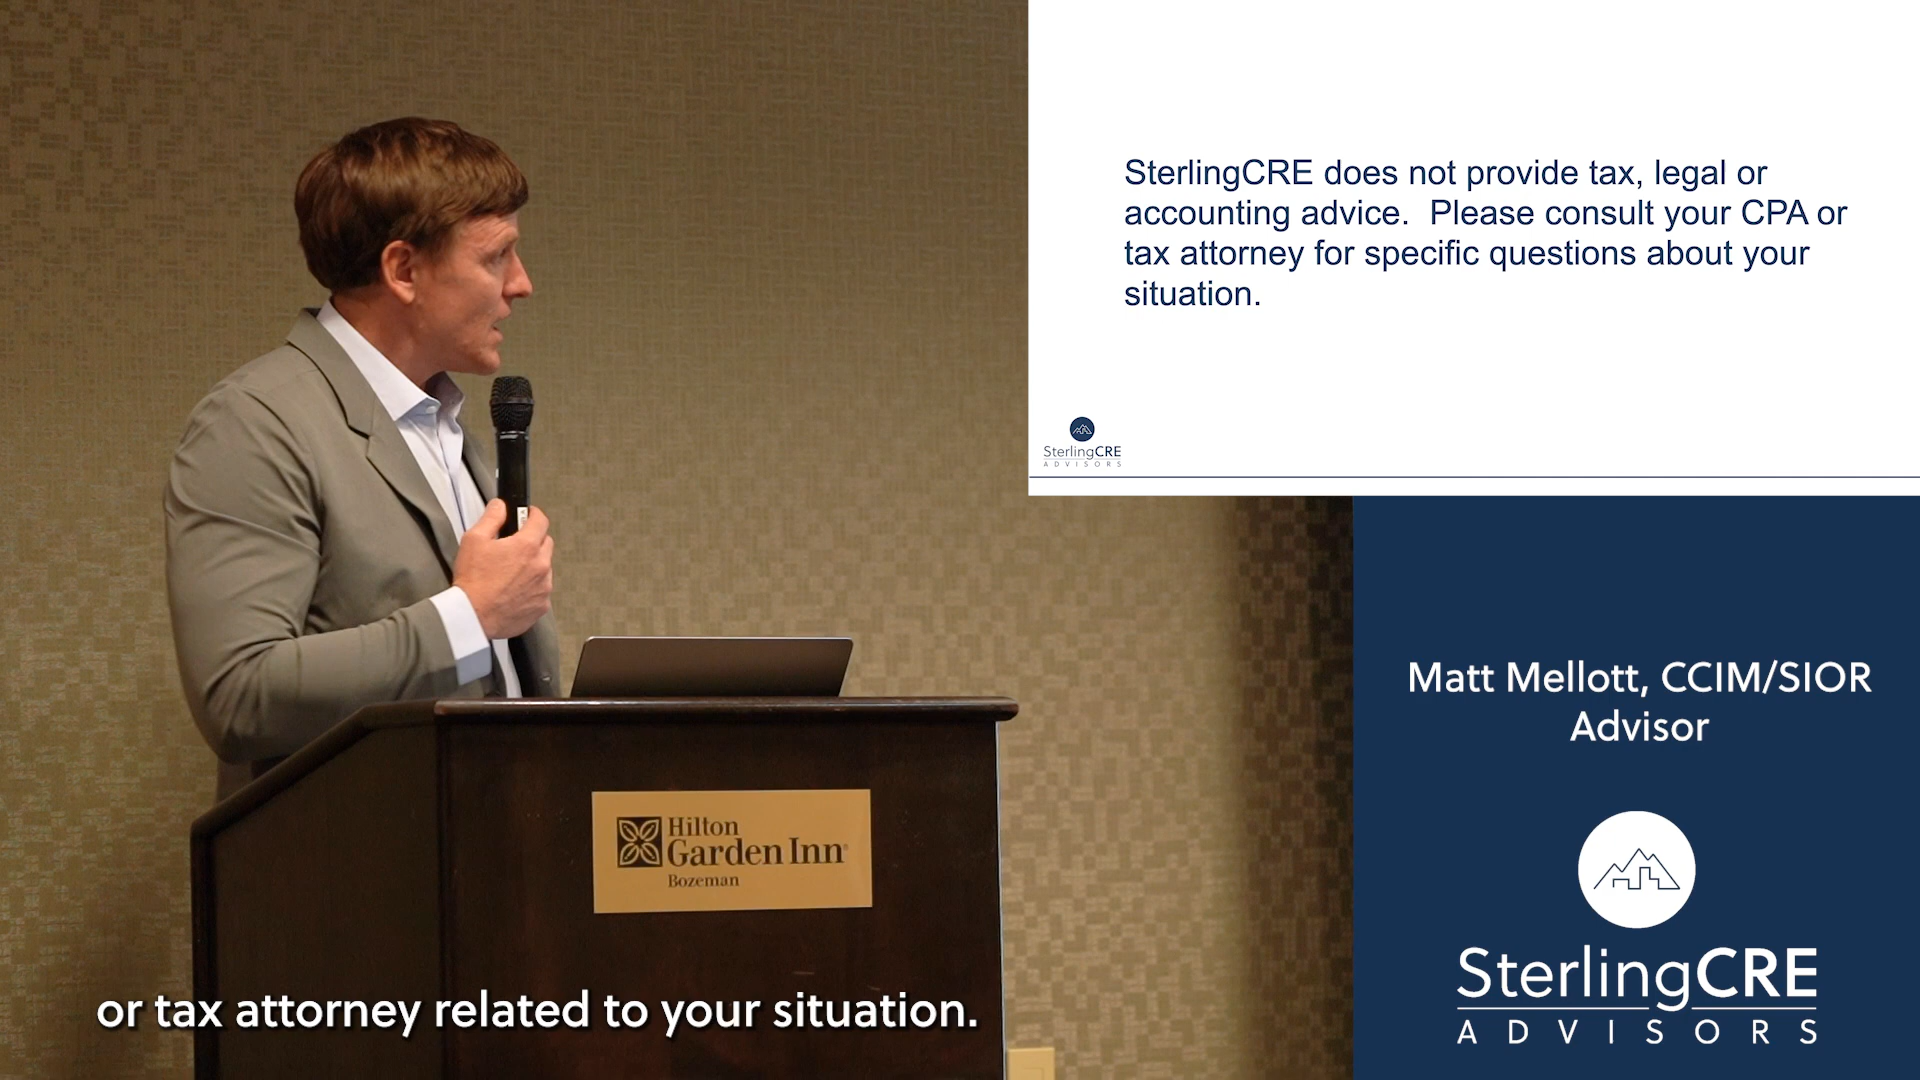 SterlingCRE does not provide tax, legal or
accounting advice.  Please consult your CPA or
tax attorney for specific questions about your
situation.
SterlingCRE
ADVISORS
Matt Mellott, CCIM/SIOR
Advisor
SterlingCRE
ADVISORS
Hilton
Garden Inn
Bozeman
or tax attorney related to your situation.